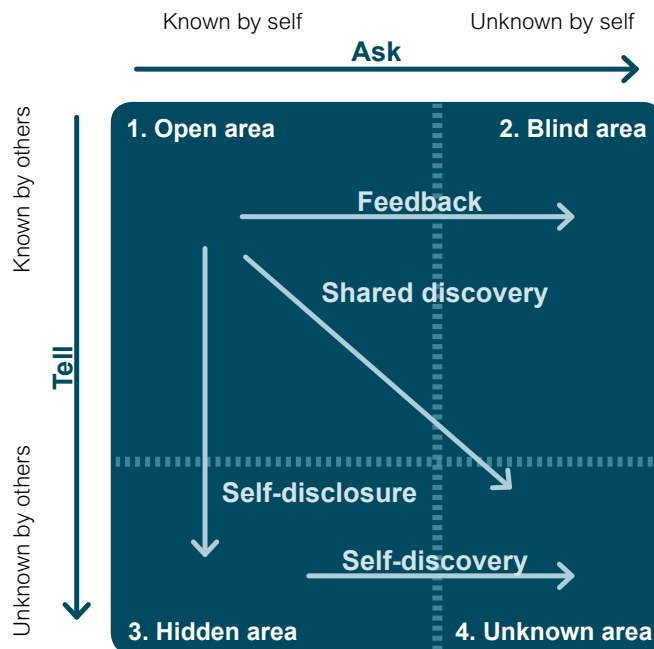 Known by self
Unknown by self
Ask
1. Open area
2. Blind area
Known by others
Feedback
Shared discovery
Tell
Unknown by others
Self-disclosure
Self-discovery
3. Hidden area
4. Unknown area